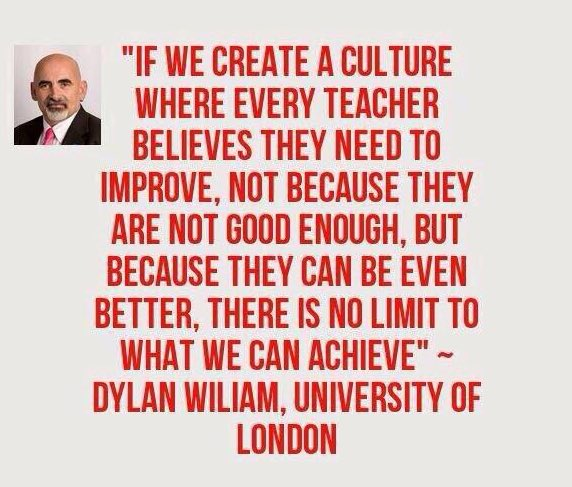 "IF WE CREATE A CULTURE
WHERE EVERY TEACHER
BELIEVES THEY NEED TO
IMPROVE, NOT BECAUSE THEY
ARE NOT GOOD ENOUGH, BUT
BECAUSE THEY CAN BE EVEN
BETTER, THERE IS NO LIMIT TO
WHAT WE CAN ACHIEVE" ~
DYLAN WILIAM, UNIVERSITY OF
LONDON